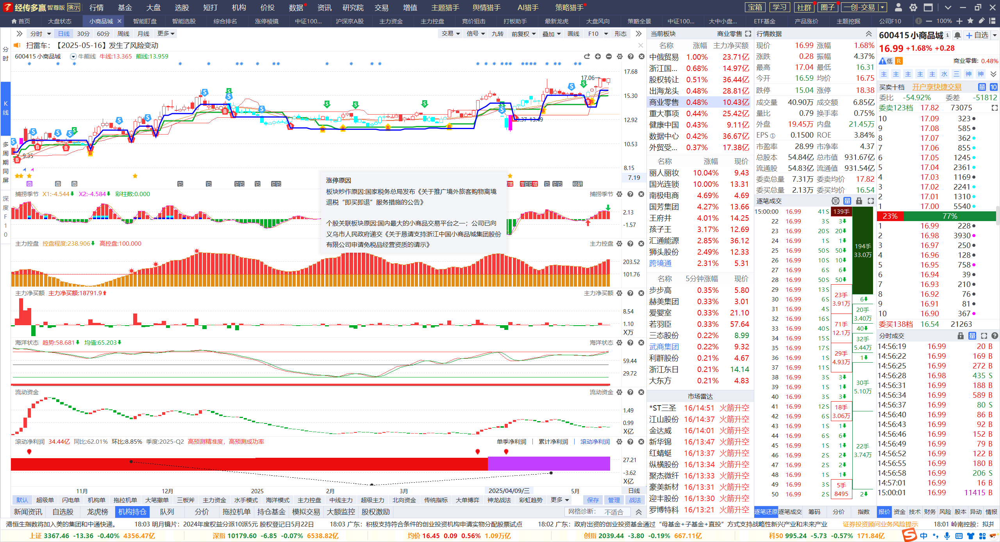 经传多赢 智尊版 演示 行情 基金 大盘 选股 短打 机构 价投 数据 资讯 研究院 交易 增值 主题猎手 舆情猎手 AI猎手 策略猎手 宝箱 学习 社群 圈子 一创-交易
首页 大盘状态 小商品城 智能盯盘 智能选股 综合排名 涨停棱镜 中证100... 沪深京A股 主力资金 主力控盘 竞价狙击 打板助手 最新龙虎 大盘风向 策略全景 中证100... 大中小盘... ETF基金 产品涨价 主题挖掘 公司F10 100%
分时 日线 30分 60分 周线 月线 更多 交易 信号 九转 前复权 叠加 画线 F10 形态
扫雷车：【2025-05-16】发生了风险变动
600415 小商品城 牛熊线 牛线:13.365 熊线:13.959
分时
K线
多周期同屏
深度F10
17.68
15.30
12.92
10.53
8.15
7.19
17.06
9.35
涨停原因
板块炒作原因:国家税务总局发布《关于推广境外旅客购物离境
退税“即买即退”服务措施的公告》
个股关联板块原因:国内最大的小商品交易平台之一；公司已向
义乌市人民政府递交《关于恳请支持浙江中国小商品城集团股份
有限公司申请免税品经营资质的请示》
捕捞季节 X1:-4.544 X2:-4.584 彩柱数:0.000 捕捞季节
2.13
-1.57
主力控盘 控盘程度:238.906 高控盘:100.000 主力控盘
203.52
101.76
主力净买额 主力净买额:18791.9 主力净买额
8.54
1.10
X万
海洋状态 趋势:58.681 均值:65.203 海洋状态
59.44
29.72
流动资金 流动资金
1.49
0.99
X亿
滚动净利润 34.44亿 同比:62.01% 环比:8.85% 季度:2025-Q2 高预测精准度，高预测成功率 单季净利润 | 累计净利润 | 滚动净利润
27.21
-3.62
X亿
11月 12月 2025 2月 3月 2025/04/09/三 5月 日线
默认 超级单 闪电单 机构单 拖拉机单 大笔撤单 三板斧 主力资金 水手模式 海洋模式 主力控盘 中线主力 超级主力 北向资金 传统指标 大单博弈 神龙战法 彩虹趋势 更多 保存 管理 战法
新闻资讯 自选股 龙虎榜 机构持仓 队列 分价 拖拉机单 持仓基金 模拟交易 大额监控 股权激励 网格诊断： 不适合
当前板块 商业零售
名称 涨幅 主力净买额
中俄贸易 1.00% 23.71亿
浙江国... 0.68% 14.97亿
股权转让 0.51% 36.44亿
出海龙头 0.48% 28.81亿
商业零售 0.48% 10.43亿
重大事项 0.44% 25.42亿
健康中国 0.43% 9.11亿
数据中心 0.42% 36.67亿
外贸受... 0.37% 17.38亿
名称 涨幅 现价
丽人丽妆 10.04% 9.43
国光连锁 10.00% 13.31
南极电商 4.69% 4.69
国芳集团 4.27% 13.66
王府井 4.01% 14.25
孩子王 3.17% 12.69
汇通能源 2.85% 36.12
狮头股份 2.49% 12.33
跨境通 2.31% 5.31
名称 5分钟涨幅 现价
步步高 0.35% 5.80
赫美集团 0.33% 3.01
爱婴室 0.33% 21.10
若羽臣 0.33% 57.64
三态股份 0.22% 8.99
武商集团 0.22% 9.32
利群股份 0.21% 4.67
浙江东日 0.21% 14.14
大东方 0.21% 4.83
市场雷达
*ST三圣 16/14:51 火箭升空
江山股份 16/14:37 火箭升空
金达威 16/14:01 火箭升空
新华锦 16/13:47 火箭升空
红蜻蜓 16/13:37 火箭升空
纵横股份 16/13:34 火箭升空
聚杰微纤 16/13:33 火箭升空
豪美新材 16/13:31 火箭升空
迎丰股份 16/13:30 火箭升空
罗博特科 16/13:21 火箭升空
行情数据
现价 16.99 涨幅 1.68%
涨跌 0.28 振幅 4.37%
最高 17.04 最低 16.31
今开 16.59 均价 16.75
跌停 15.04 涨停 18.38
成交量 40.90万 成交额 6.85亿
量比 0.79 换手率 0.75%
外盘 19.45万 内盘 21.45万
EPS① 0.1500 ROE 3.84%
市盈率 28.99 市净率 4.37
总股本 54.84亿 总市值 931.67亿
流通股 54.83亿 流通值 931.54亿
委卖总量 7.31万 委卖均价 17.82
委买总量 2.13万 委买均价 16.54
逐笔成交 单 量
15:00:00 16.99 41 S 139手
22 16.99 3 S 3
23 16.99 20 S 20
24 16.99 1 S 1
25 16.99 50 S 50
26 16.99 10 S 10
27 16.99 6 S 6
28 16.99 50 S 50
29 16.99 13 S
30 16.99 6 S
31 16.99 4 S
32 16.99 16 S
33 16.99 40 S
34 16.99 15 S
35 16.99 17 S
36 16.99 1 S
37 16.99 11 S
38 16.99 3 S 3
39 16.99 1 S 1
40 16.99 3 S 3
41 16.99 12 S
42 16.99 6 S
43 16.99 1 S 1
44 16.99 6 S 6
45 16.99 1 S 1
46 16.99 2 S 2
47 16.99 2 S 2
48 16.99 1 S 1
49 16.99 3 S
50 16.99 2 S
23手
3.91万
71手
12.1万
29手
4.93万
18手
3.06万
5手
8495
194手
33.0万
6
20手
3.40万
40
32手
5.44万
1
30手
5.10万
22手
3.74万
2
逐笔还原 逐笔成交 筹码 分价 指数
600415 小商品城 自选
16.99 +1.68% +0.28
低 R 商业零售: 0.48%
主 主 主 主 主 水 三 神 神
买卖十档 开户享快捷交易 量 10
委比 -54.92% 委差 -51812
委卖123档 17.82 73075
10 17.09 323
9 17.08 585
8 17.07 362
7 17.06 855
6 17.05 1245
5 17.04 2361
4 17.03 1169
3 17.02 2241
2 17.01 1310
1 17.00 5540
23% 77%
1 16.99 228
2 16.98 3930
3 16.97 250
4 16.96 128
5 16.95 758
6 16.94 39
7 16.93 210
8 16.92 76
9 16.91 81
10 16.90 367
委买138档 16.54 21263
分时成交 量
14:56:19 16.99 20 B
14:56:22 16.99 169 B
14:56:25 16.99 272 B
14:56:28 16.98 435 S
14:56:31 16.99 188 B
14:56:34 16.99 589 B
14:56:37 16.99 80 S
14:56:40 16.99 86 B
14:56:43 16.99 92 B
14:56:46 16.99 152 B
14:56:49 16.99 79 B
14:56:52 16.99 122 B
14:56:55 16.99 180 B
14:56:58 16.99 206 S
14:57:01 16.99 16 B
15:00:01 16.99 11415 B
报价 资金 技术 财务 风险 股本 异动 情报
港恒生指数将加入美的集团和中通快递。 18:03 明月镜片：2024年度权益分派10派5元 股权登记日5月22日 18:03 广东：积极支持符合条件的创业投资机构申请实物分配股票试点 18:02 广东：政府出资的创业投资基金通过“母基金+子基金+直投”方式支持战略性新兴产业和未来产业 证券投资顾问业务风险提示 18:01 岭南控股：拟共
上证 3367.46 -13.36 -0.40% 4356.47亿 深指 10179.60 -6.85 -0.07% 6538.82亿 均价 16.45 0.09 0.56% 1.09万亿 创指 2039.44 -3.80 -0.19% 667.11亿 科50 995.24 -5.73 -0.57% 171.84亿 中